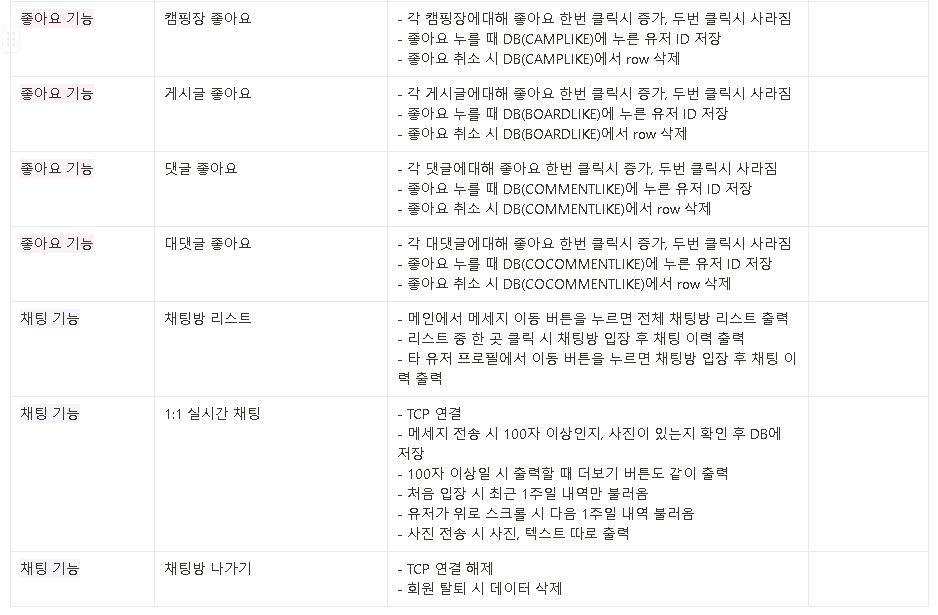 좋아요 기능
캠핑장 좋아요
- 각 캠핑장에대해 좋아요 한번 클릭시 증가, 두번 클릭시 사라짐
- 좋아요 누를 때 DB(CAMPLIKE)에 누른 유저 ID 저장
- 좋아요 취소 시 DB(CAMPLIKE)에서 row 삭제
좋아요 기능
게시글 좋아요
- 각 게시글에대해 좋아요 한번 클릭시 증가, 두번 클릭시 사라짐
- 좋아요 누를 때 DB(BOARDLIKE)에 누른 유저 ID 저장
- 좋아요 취소 시 DB(BOARDLIKE)에서 row 삭제
좋아요 기능
댓글 좋아요
- 각 댓글에대해 좋아요 한번 클릭시 증가, 두번 클릭시 사라짐
- 좋아요 누를 때 DB(COMMENTLIKE)에 누른 유저 ID 저장
- 좋아요 취소 시 DB(COMMENTLIKE)에서 row 삭제
좋아요 기능
대댓글 좋아요
- 각 대댓글에대해 좋아요 한번 클릭시 증가, 두번 클릭시 사라짐
- 좋아요 누를 때 DB(COCOMMENTLIKE)에 누른 유저 ID 저장
- 좋아요 취소 시 DB(COCOMMENTLIKE)에서 row 삭제
채팅 기능
채팅방 리스트
- 메인에서 메세지 이동 버튼을 누르면 전체 채팅방 리스트 출력
- 리스트 중 한 곳 클릭 시 채팅방 입장 후 채팅 이력 출력
- 타 유저 프로필에서 이동 버튼을 누르면 채팅방 입장 후 채팅 이
력 출력
채팅 기능
1:1 실시간 채팅
- TCP 연결
- 메세지 전송 시 100자 이상인지, 사진이 있는지 확인 후 DB에
저장
- 100자 이상일 시 출력할 때 더보기 버튼도 같이 출력
- 처음 입장 시 최근 1주일 내역만 불러옴
- 유저가 위로 스크롤 시 다음 1주일 내역 불러옴
- 사진 전송 시 사진, 텍스트 따로 출력
채팅 기능
채팅방 나가기
- TCP 연결 해제
- 회원 탈퇴 시 데이터 삭제